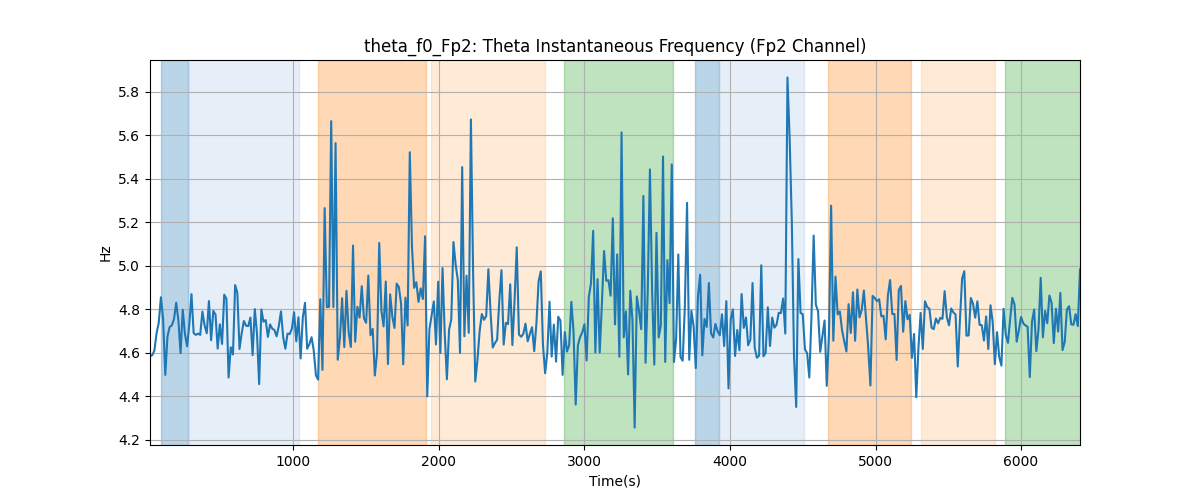 theta_f0_Fp2: Theta Instantaneous Frequency (Fp2 Channel)
Hz
5.8
5.6
5.4
5.2
5.0
4.8
4.6
4.4
4.2
1000 2000 3000 4000 5000 6000
Time(s)